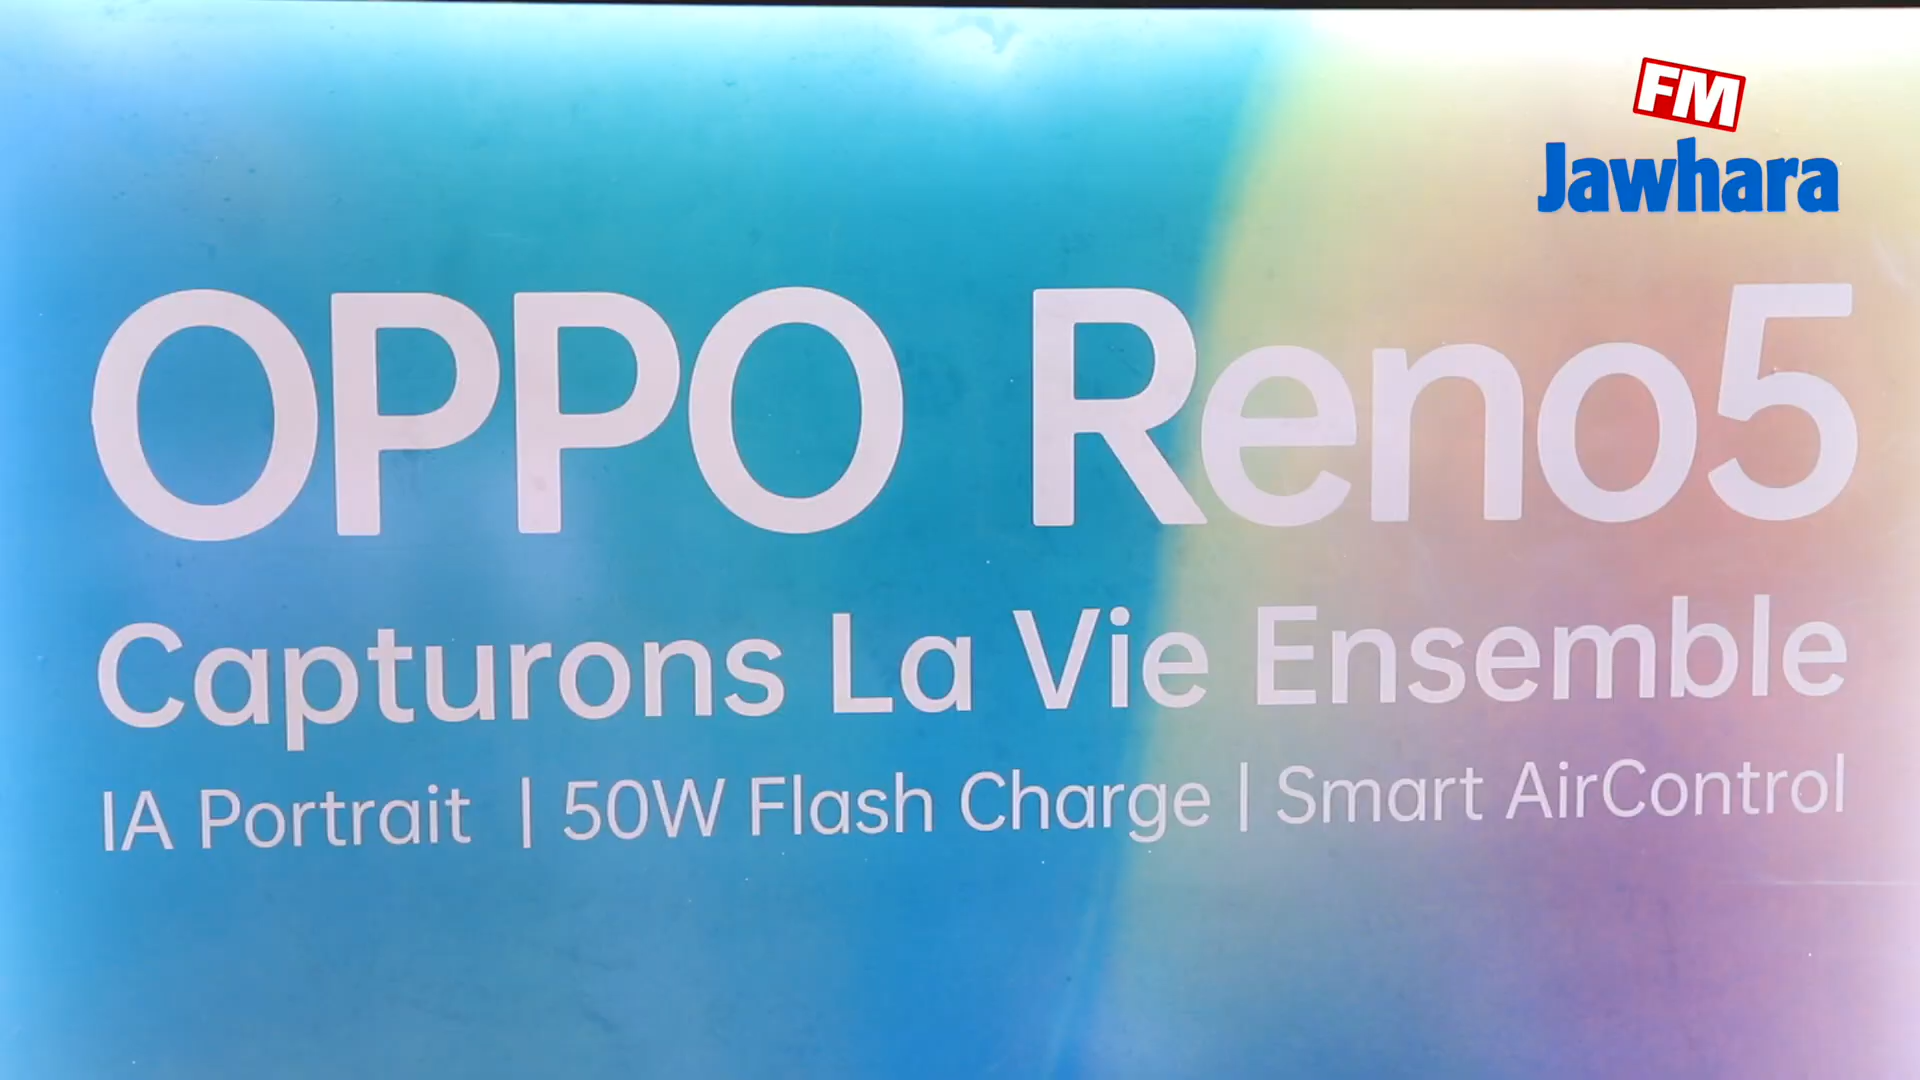 FM
Jawhara
OPPO Reno5
Capturons La Vie Ensemble
IA Portrait | 50W Flash Charge | Smart AirControl